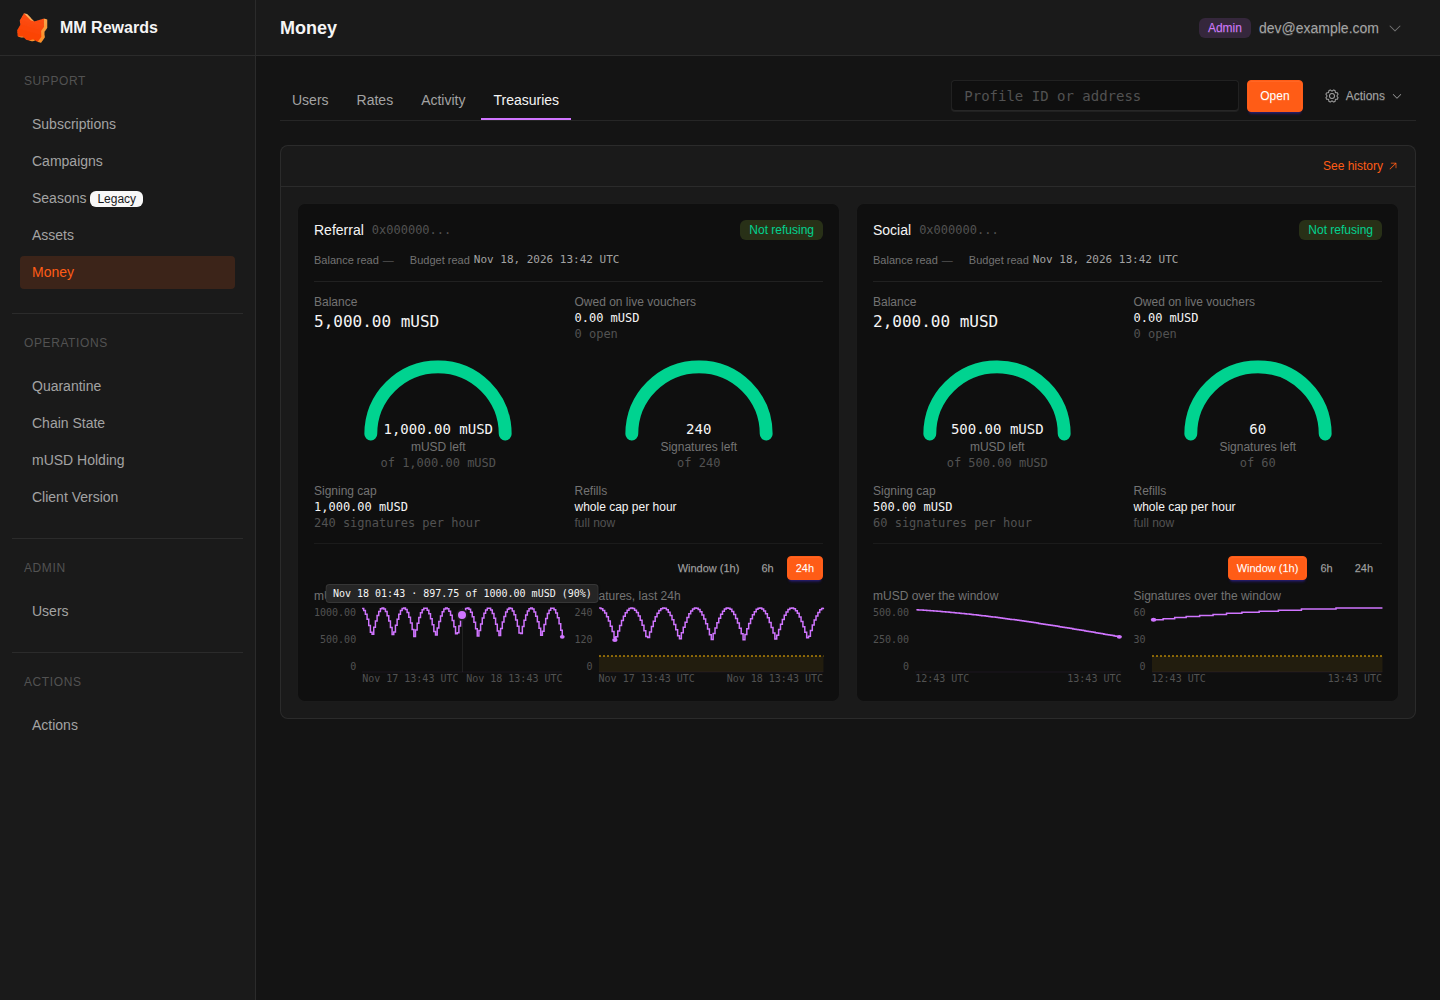 MM Rewards
Money
Admin dev@example.com
SUPPORT
Subscriptions
Campaigns
Seasons Legacy
Assets
Money
OPERATIONS
Quarantine
Chain State
mUSD Holding
Client Version
ADMIN
Users
ACTIONS
Actions
Users Rates Activity Treasuries
Profile ID or address Open Actions
See history
Referral 0x000000... Not refusing
Balance read — Budget read Nov 18, 2026 13:42 UTC
Balance Owed on live vouchers
5,000.00 mUSD 0.00 mUSD
0 open
1,000.00 mUSD 240
mUSD left Signatures left
of 1,000.00 mUSD of 240
Signing cap Refills
1,000.00 mUSD whole cap per hour
240 signatures per hour full now
Window (1h) 6h 24h
Nov 18 01:43 · 897.75 of 1000.00 mUSD (90%)
atures, last 24h
1000.00 240
500.00 120
0 0
Nov 17 13:43 UTC Nov 18 13:43 UTC Nov 17 13:43 UTC Nov 18 13:43 UTC
Social 0x000000... Not refusing
Balance read — Budget read Nov 18, 2026 13:42 UTC
Balance Owed on live vouchers
2,000.00 mUSD 0.00 mUSD
0 open
500.00 mUSD 60
mUSD left Signatures left
of 500.00 mUSD of 60
Signing cap Refills
500.00 mUSD whole cap per hour
60 signatures per hour full now
Window (1h) 6h 24h
mUSD over the window Signatures over the window
500.00 60
250.00 30
0 0
12:43 UTC 13:43 UTC 12:43 UTC 13:43 UTC